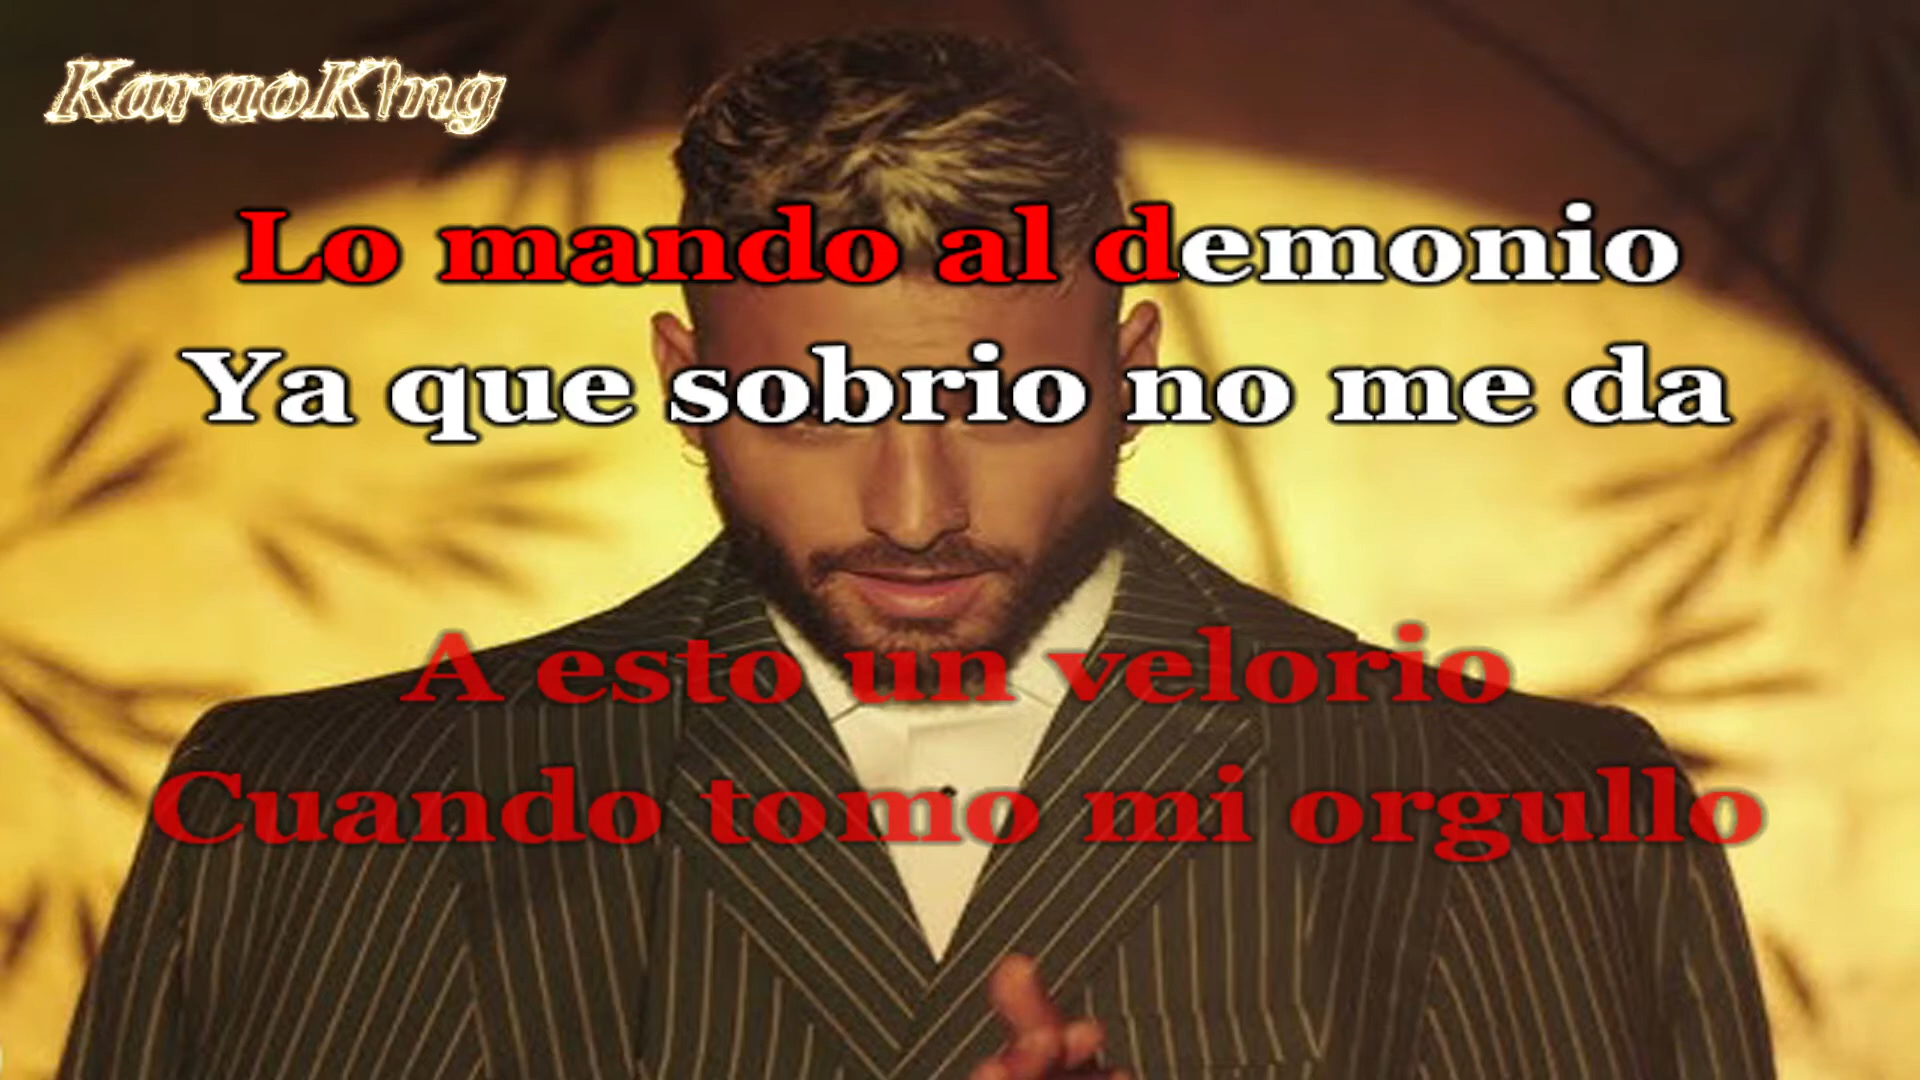 KaraoKing
Lo mando al demonio
Ya que sobrio no me da
A esto un velorio
Cuando tomo mi orgullo